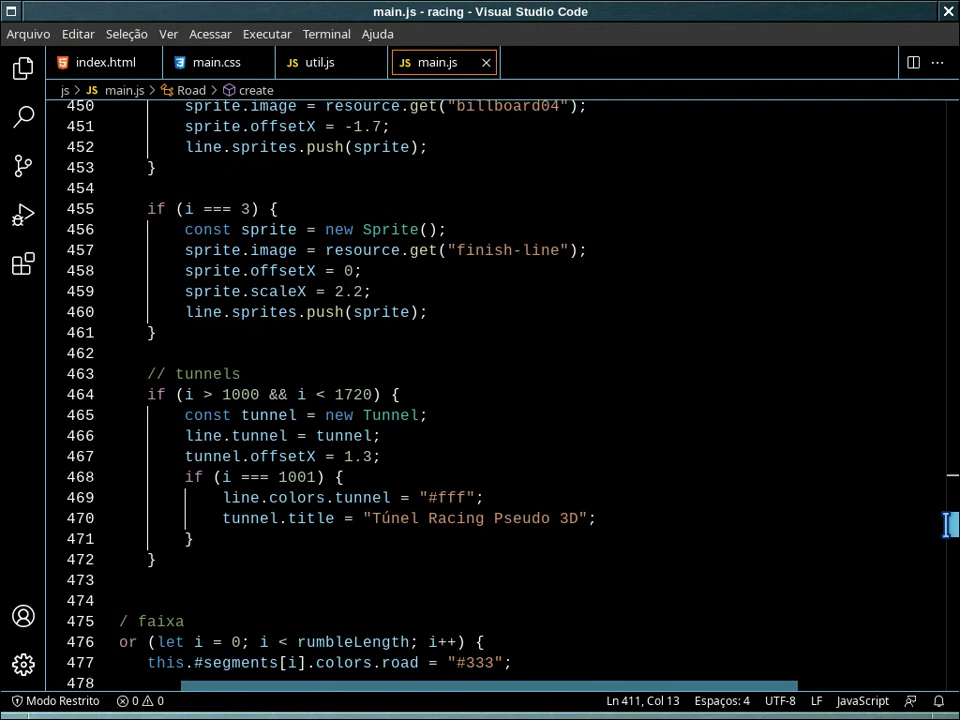 main.js - racing - Visual Studio Code
Arquivo Editar Seleção Ver Acessar Executar Terminal Ajuda
index.html main.css JS util.js JS main.js
js > JS main.js > Road > create
450 sprite.image = resource.get("billboard04");
451 sprite.offsetX = -1.7;
452 line.sprites.push(sprite);
453 }
454
455 if (i === 3) {
456 const sprite = new Sprite();
457 sprite.image = resource.get("finish-line");
458 sprite.offsetX = 0;
459 sprite.scaleX = 2.2;
460 line.sprites.push(sprite);
461 }
462
463 // tunnels
464 if (i > 1000 && i < 1720) {
465 const tunnel = new Tunnel;
466 line.tunnel = tunnel;
467 tunnel.offsetX = 1.3;
468 if (i === 1001) {
469 line.colors.tunnel = "#fff";
470 tunnel.title = "Túnel Racing Pseudo 3D";
471 }
472 }
473
474
475 / faixa
476 or (let i = 0; i < rumbleLength; i++) {
477 this.#segments[i].colors.road = "#333";
478
Modo Restrito 0 0 Ln 411, Col 13 Espaços: 4 UTF-8 LF JavaScript